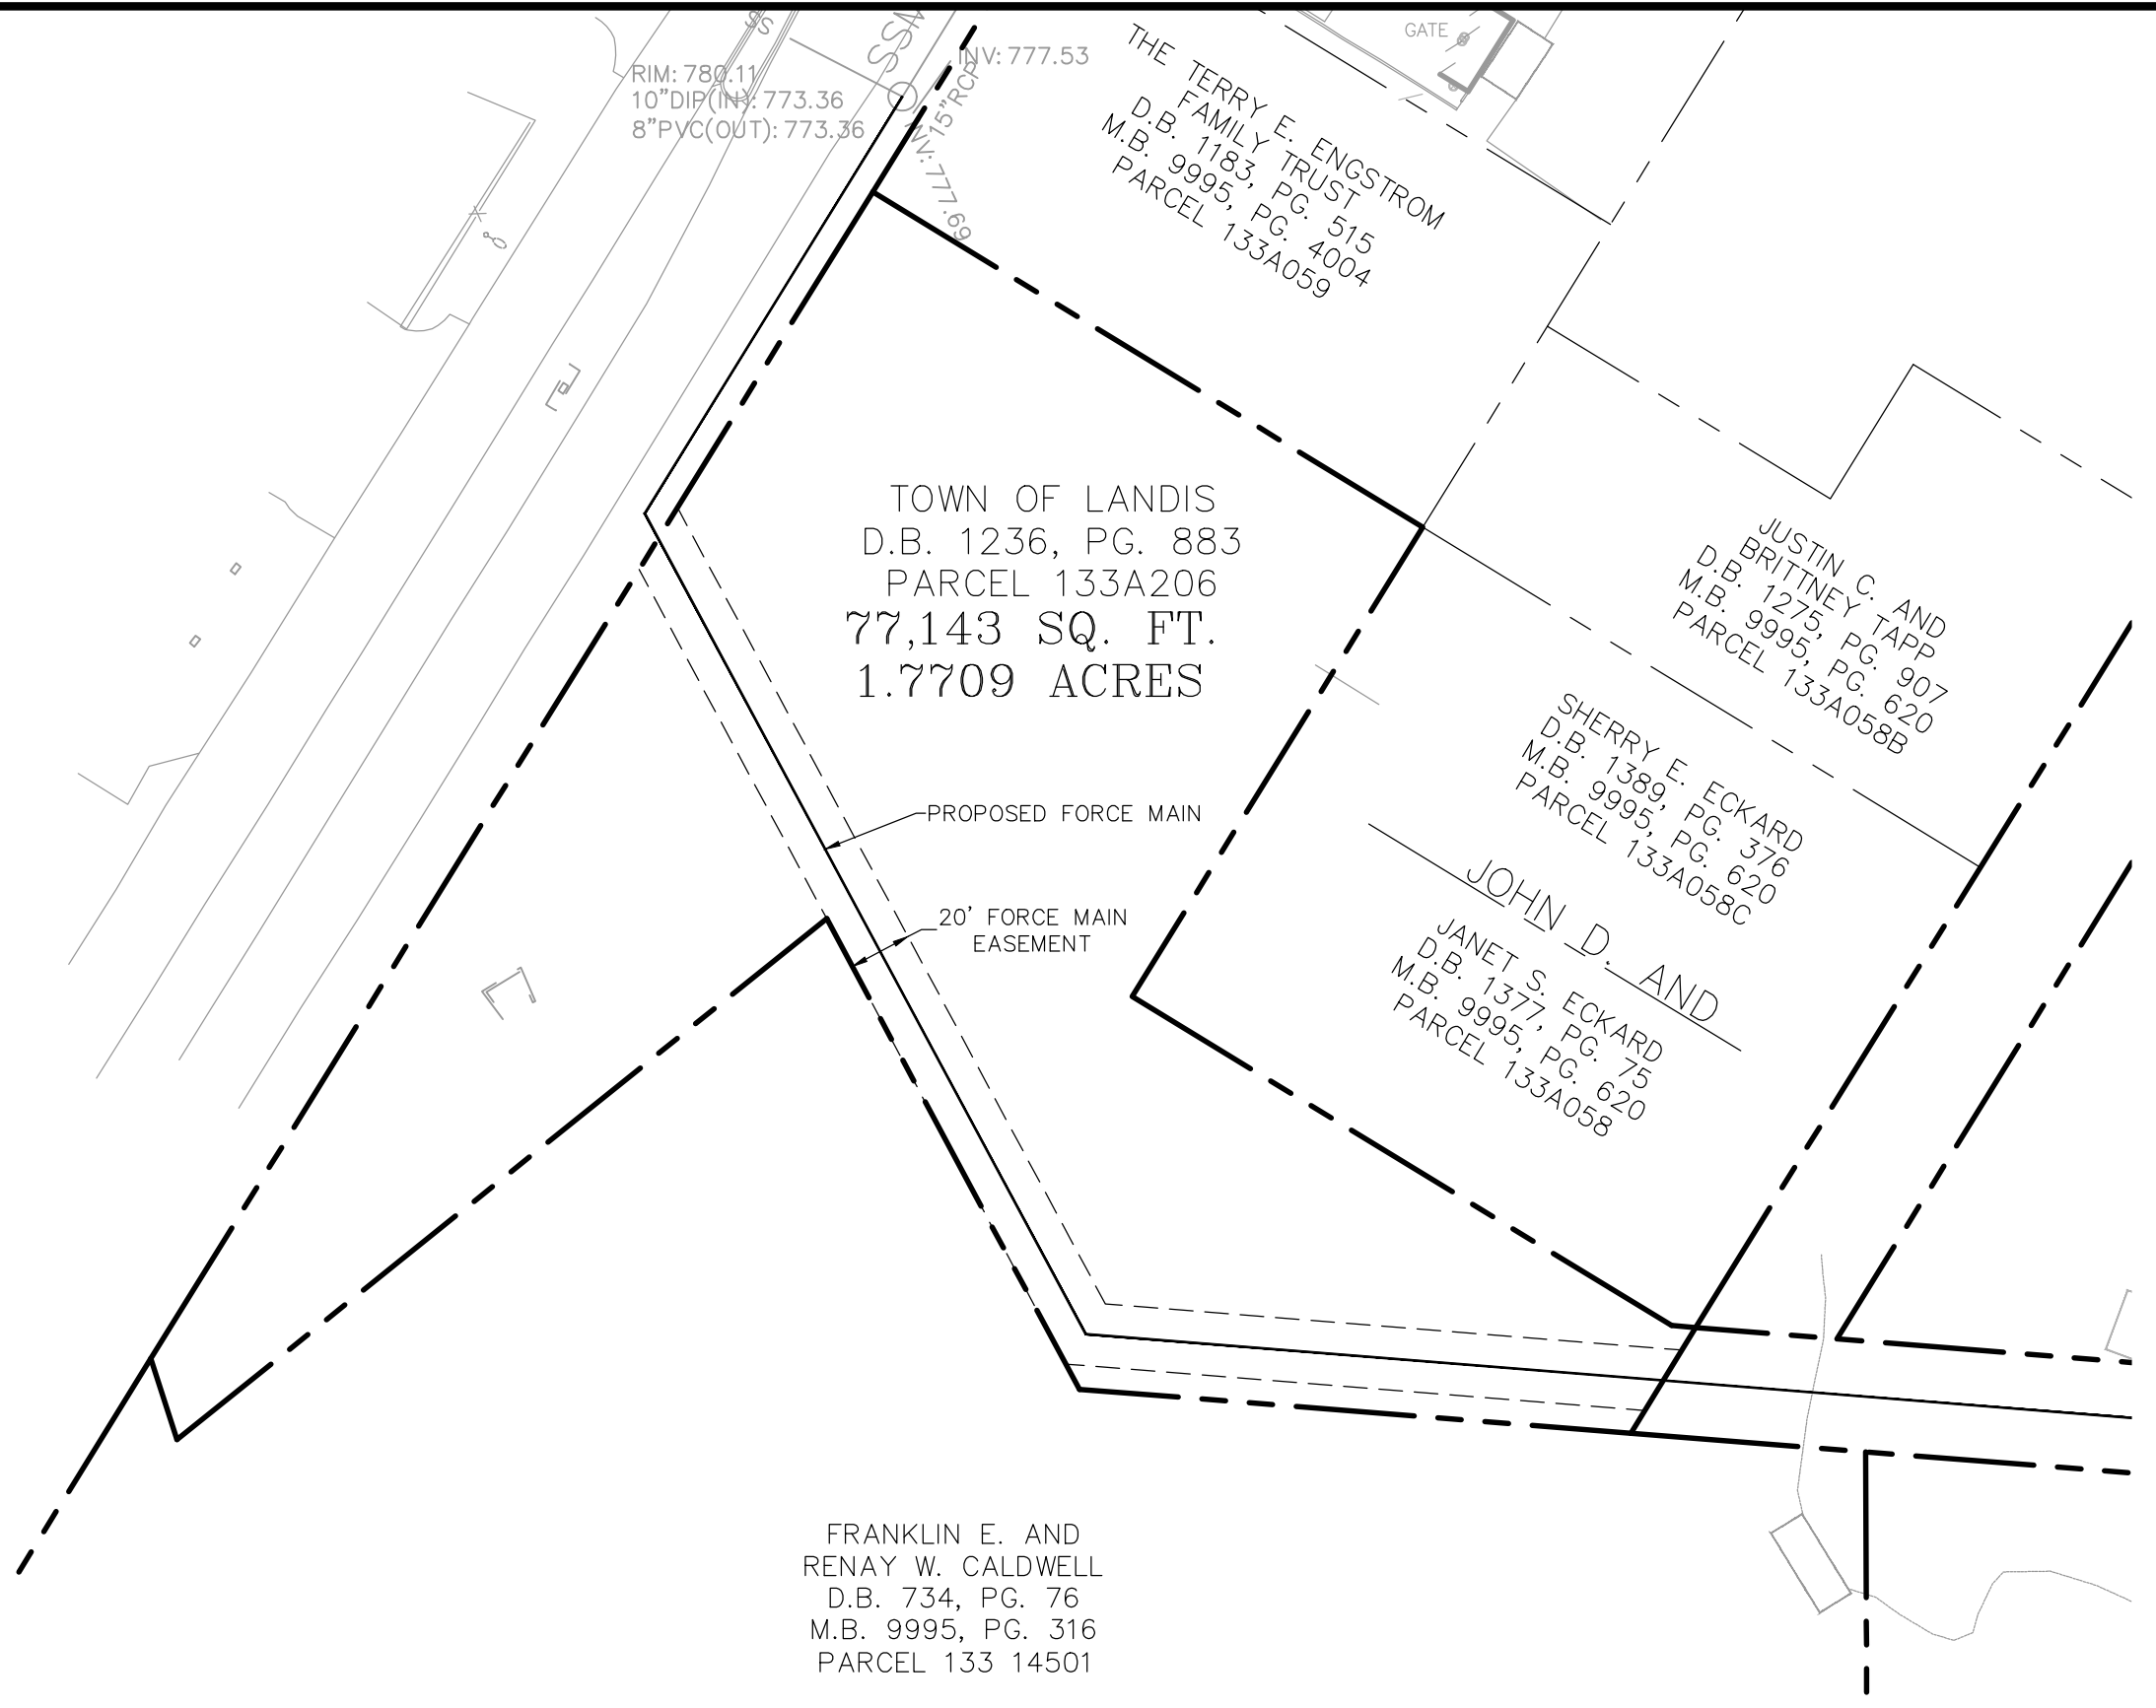 SS
SSM
INV: 777.53
RIM: 780.11
10"DIP(IN): 773.36
8"PVC(OUT): 773.36
15"RCP
INV: 777.69
GATE
THE TERRY E. ENGSTROM
FAMILY TRUST
D.B. 1183, PG. 515
M.B. 9995, PG. 4004
PARCEL 133A059
TOWN OF LANDIS
D.B. 1236, PG. 883
PARCEL 133A206
77,143 SQ. FT.
1.7709 ACRES
JUSTIN C. AND
BRITTNEY TAPP
D.B. 1275, PG. 907
M.B. 9995, PG. 620
PARCEL 133A058B
SHERRY E. ECKARD
D.B. 1389, PG. 376
M.B. 9995, PG. 620
PARCEL 133A058C
PROPOSED FORCE MAIN
20' FORCE MAIN
EASEMENT
JOHN D. AND
JANET S. ECKARD
D.B. 1377, PG. 75
M.B. 9995, PG. 620
PARCEL 133A058
FRANKLIN E. AND
RENAY W. CALDWELL
D.B. 734, PG. 76
M.B. 9995, PG. 316
PARCEL 133 14501